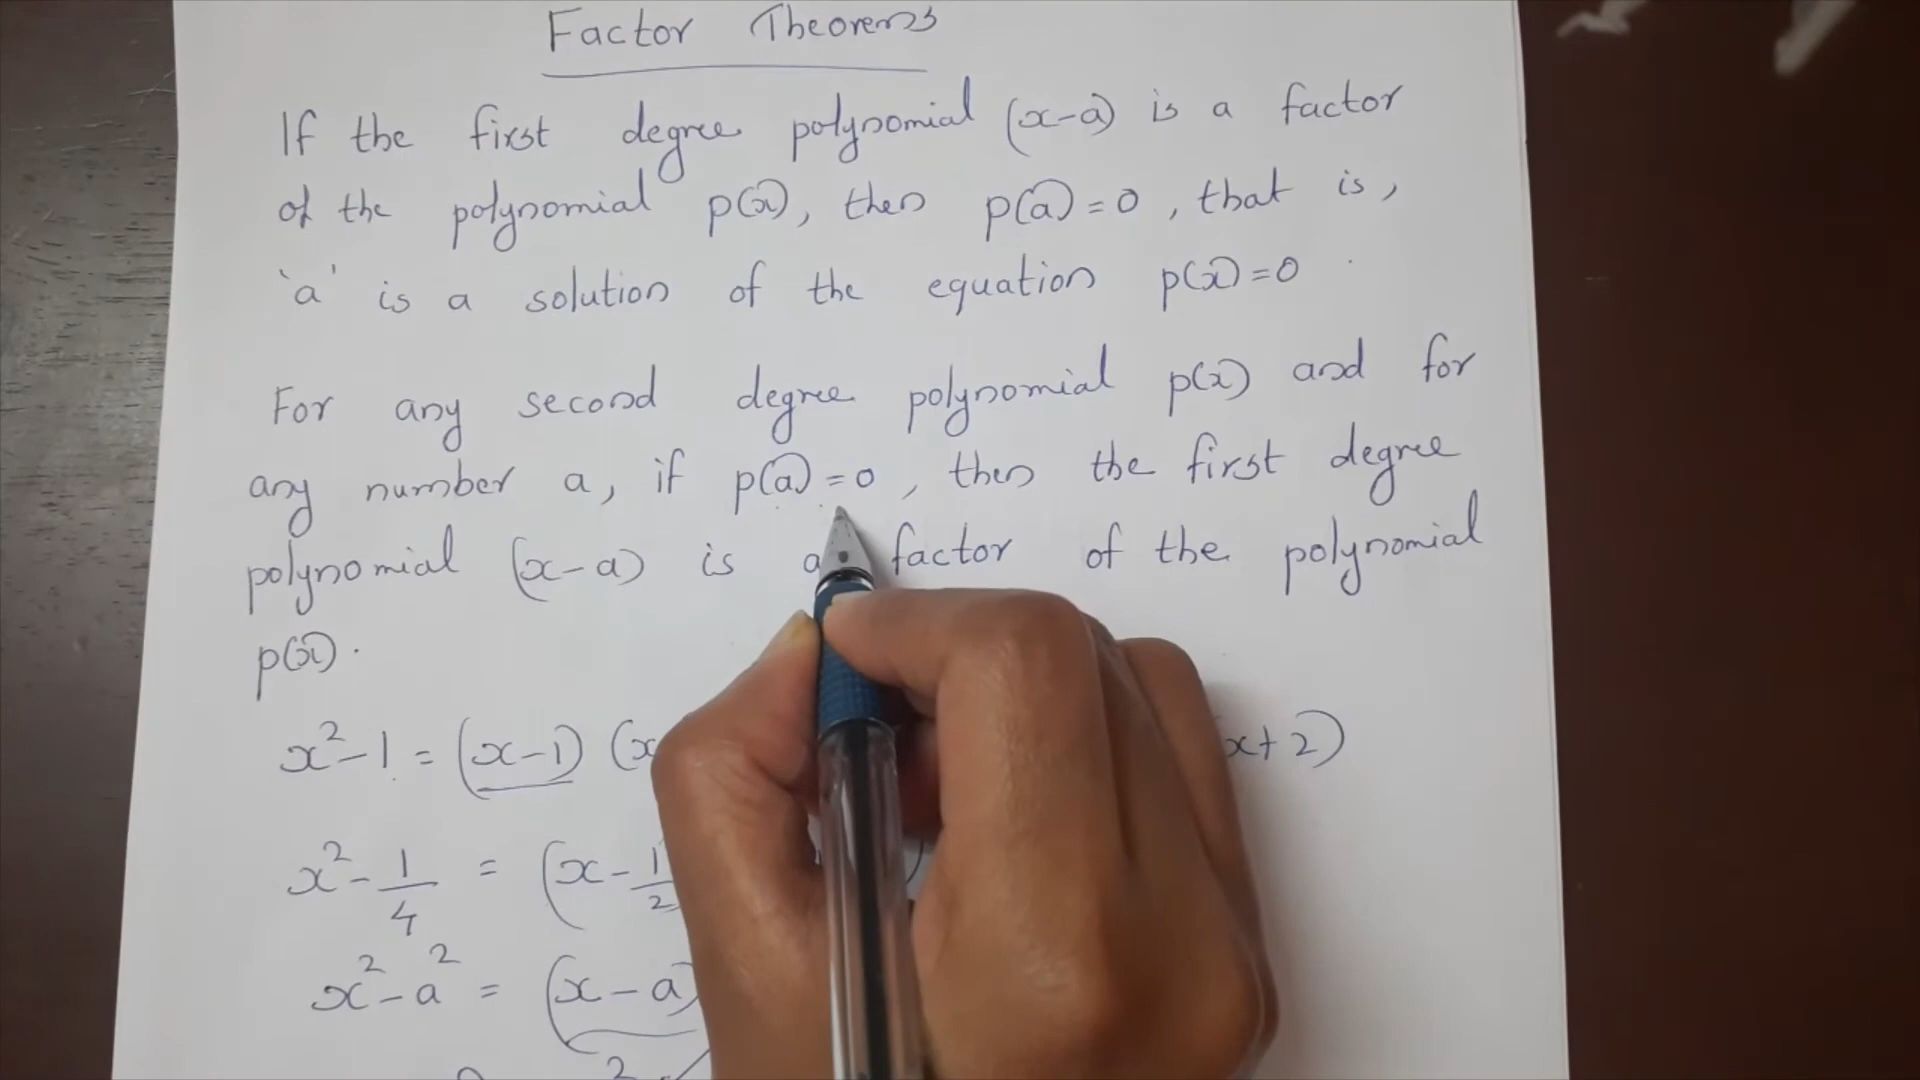 Factor Theorems
If the first degree polynomial (x-a) is a factor
of the polynomial p(x), then p(a)=0, that is,
'a' is a solution of the equation p(x)=0
For any second degree polynomial p(x) and for
any number a, if p(a)=0, then the first degree
polynomial (x-a) is a factor of the polynomial
p(x).
x²-1 = (x-1) (x x+2)
x²-1/4 = (x-1/2
x²-a² = (x-a)
2